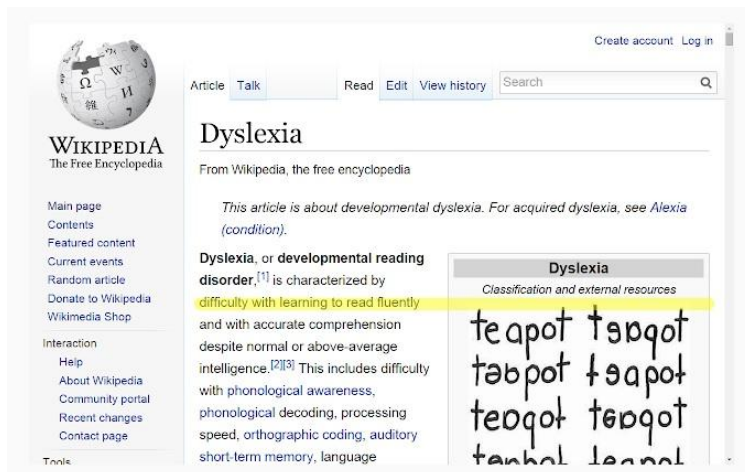 Create account Log in
Article Talk Read Edit View history Search
WIKIPEDIA
The Free Encyclopedia
Main page
Contents
Featured content
Current events
Random article
Donate to Wikipedia
Wikimedia Shop
Interaction
Help
About Wikipedia
Community portal
Recent changes
Contact page
Tools
Dyslexia
From Wikipedia, the free encyclopedia
This article is about developmental dyslexia. For acquired dyslexia, see Alexia
(condition).
Dyslexia, or developmental reading
disorder,[1] is characterized by
difficulty with learning to read fluently
and with accurate comprehension
despite normal or above-average
intelligence.[2][3] This includes difficulty
with phonological awareness,
phonological decoding, processing
speed, orthographic coding, auditory
short-term memory, language
Dyslexia
Classification and external resources
teapot